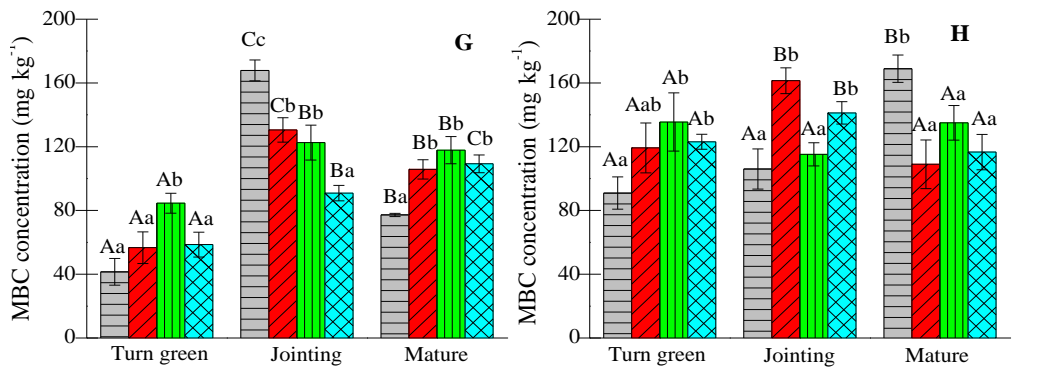 MBC concentration (mg kg⁻¹)
200
160
120
80
40
0
G
Aa
Aa
Ab
Aa
Cc
Cb
Bb
Ba
Ba
Bb
Bb
Cb
Turn green
Jointing
Mature
MBC concentration (mg kg⁻¹)
200
160
120
80
40
0
H
Aa
Aab
Ab
Ab
Aa
Bb
Aa
Bb
Bb
Aa
Aa
Aa
Turn green
Jointing
Mature